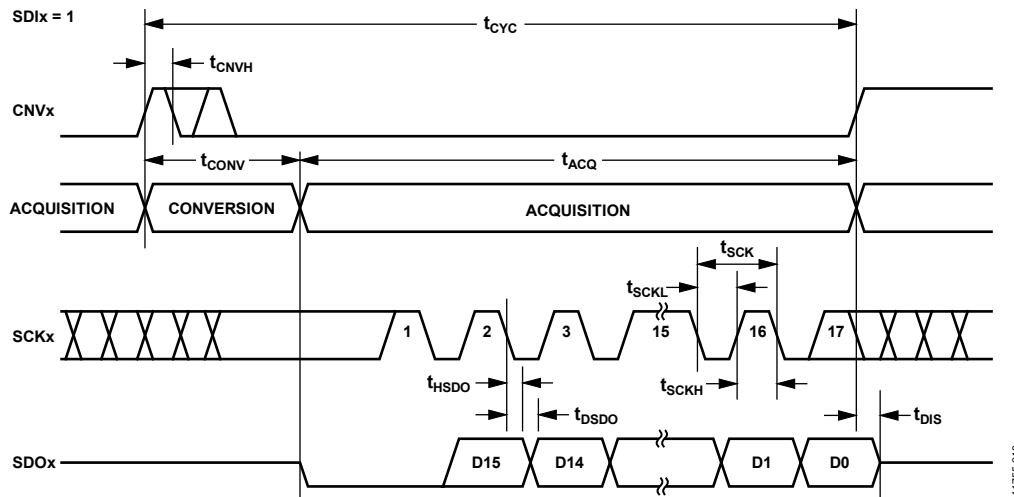 SDIx = 1
tCYC
tCNVH
CNVx
tCONV
tACQ
ACQUISITION
CONVERSION
ACQUISITION
tSCK
tSCKL
SCKx
1
2
3
15
16
17
tHSDO
tSCKH
tDSDO
tDIS
SDOx
D15
D14
D1
D0